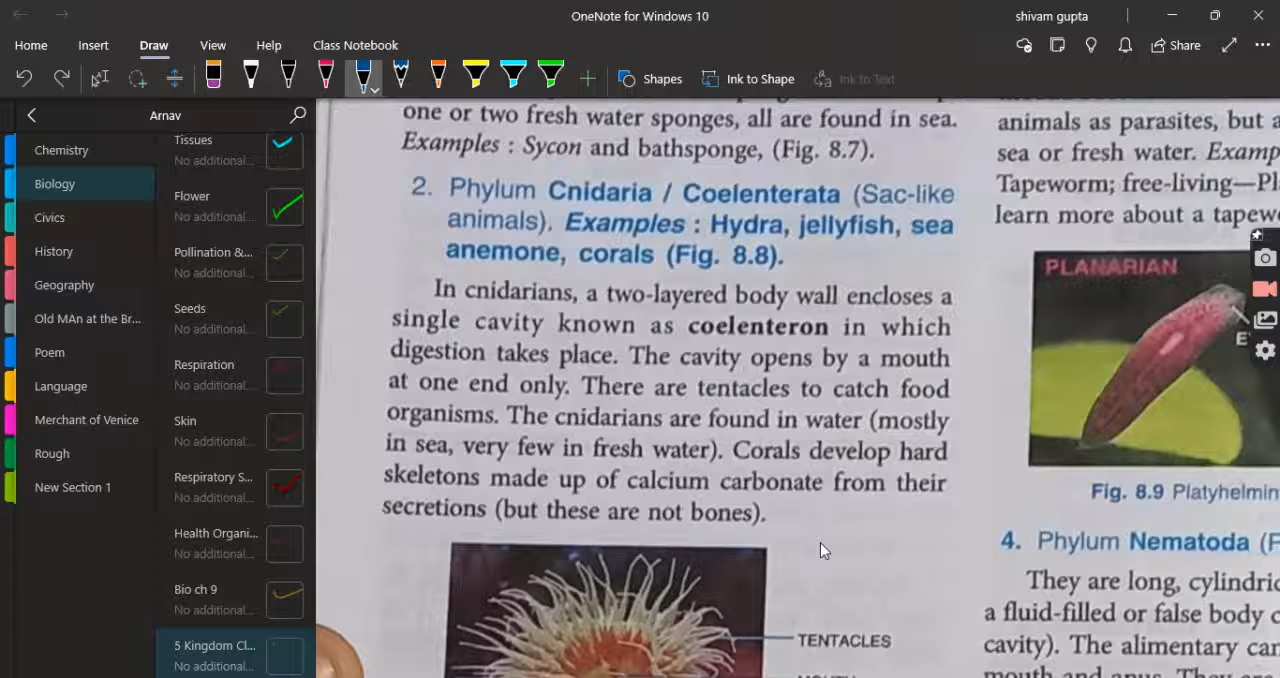 OneNote for Windows 10
shivam gupta
Home Insert Draw View Help Class Notebook
Share
Shapes
Ink to Shape
Ink to Text
Arnav
Chemistry
Biology
Civics
History
Geography
Old MAn at the Br...
Poem
Language
Merchant of Venice
Rough
New Section 1
Tissues
No additional...
Flower
No additional...
Pollination &...
No additional...
Seeds
No additional...
Respiration
No additional...
Skin
No additional...
Respiratory S...
No additional...
Health Organi...
No additional...
Bio ch 9
No additional...
5 Kingdom Cl...
No additional...
one or two fresh water sponges, all are found in sea.
Examples : Sycon and bathsponge, (Fig. 8.7).
2. Phylum Cnidaria / Coelenterata (Sac-like
animals). Examples : Hydra, jellyfish, sea
anemone, corals (Fig. 8.8).
In cnidarians, a two-layered body wall encloses a
single cavity known as coelenteron in which
digestion takes place. The cavity opens by a mouth
at one end only. There are tentacles to catch food
organisms. The cnidarians are found in water (mostly
in sea, very few in fresh water). Corals develop hard
skeletons made up of calcium carbonate from their
secretions (but these are not bones).
TENTACLES
animals as parasites, but a
sea or fresh water. Examp
Tapeworm; free-living—Pl
learn more about a tapew
PLANARIAN
E
Fig. 8.9 Platyhelmin
4. Phylum Nematoda (F
They are long, cylindric
a fluid-filled or false body c
cavity). The alimentary can